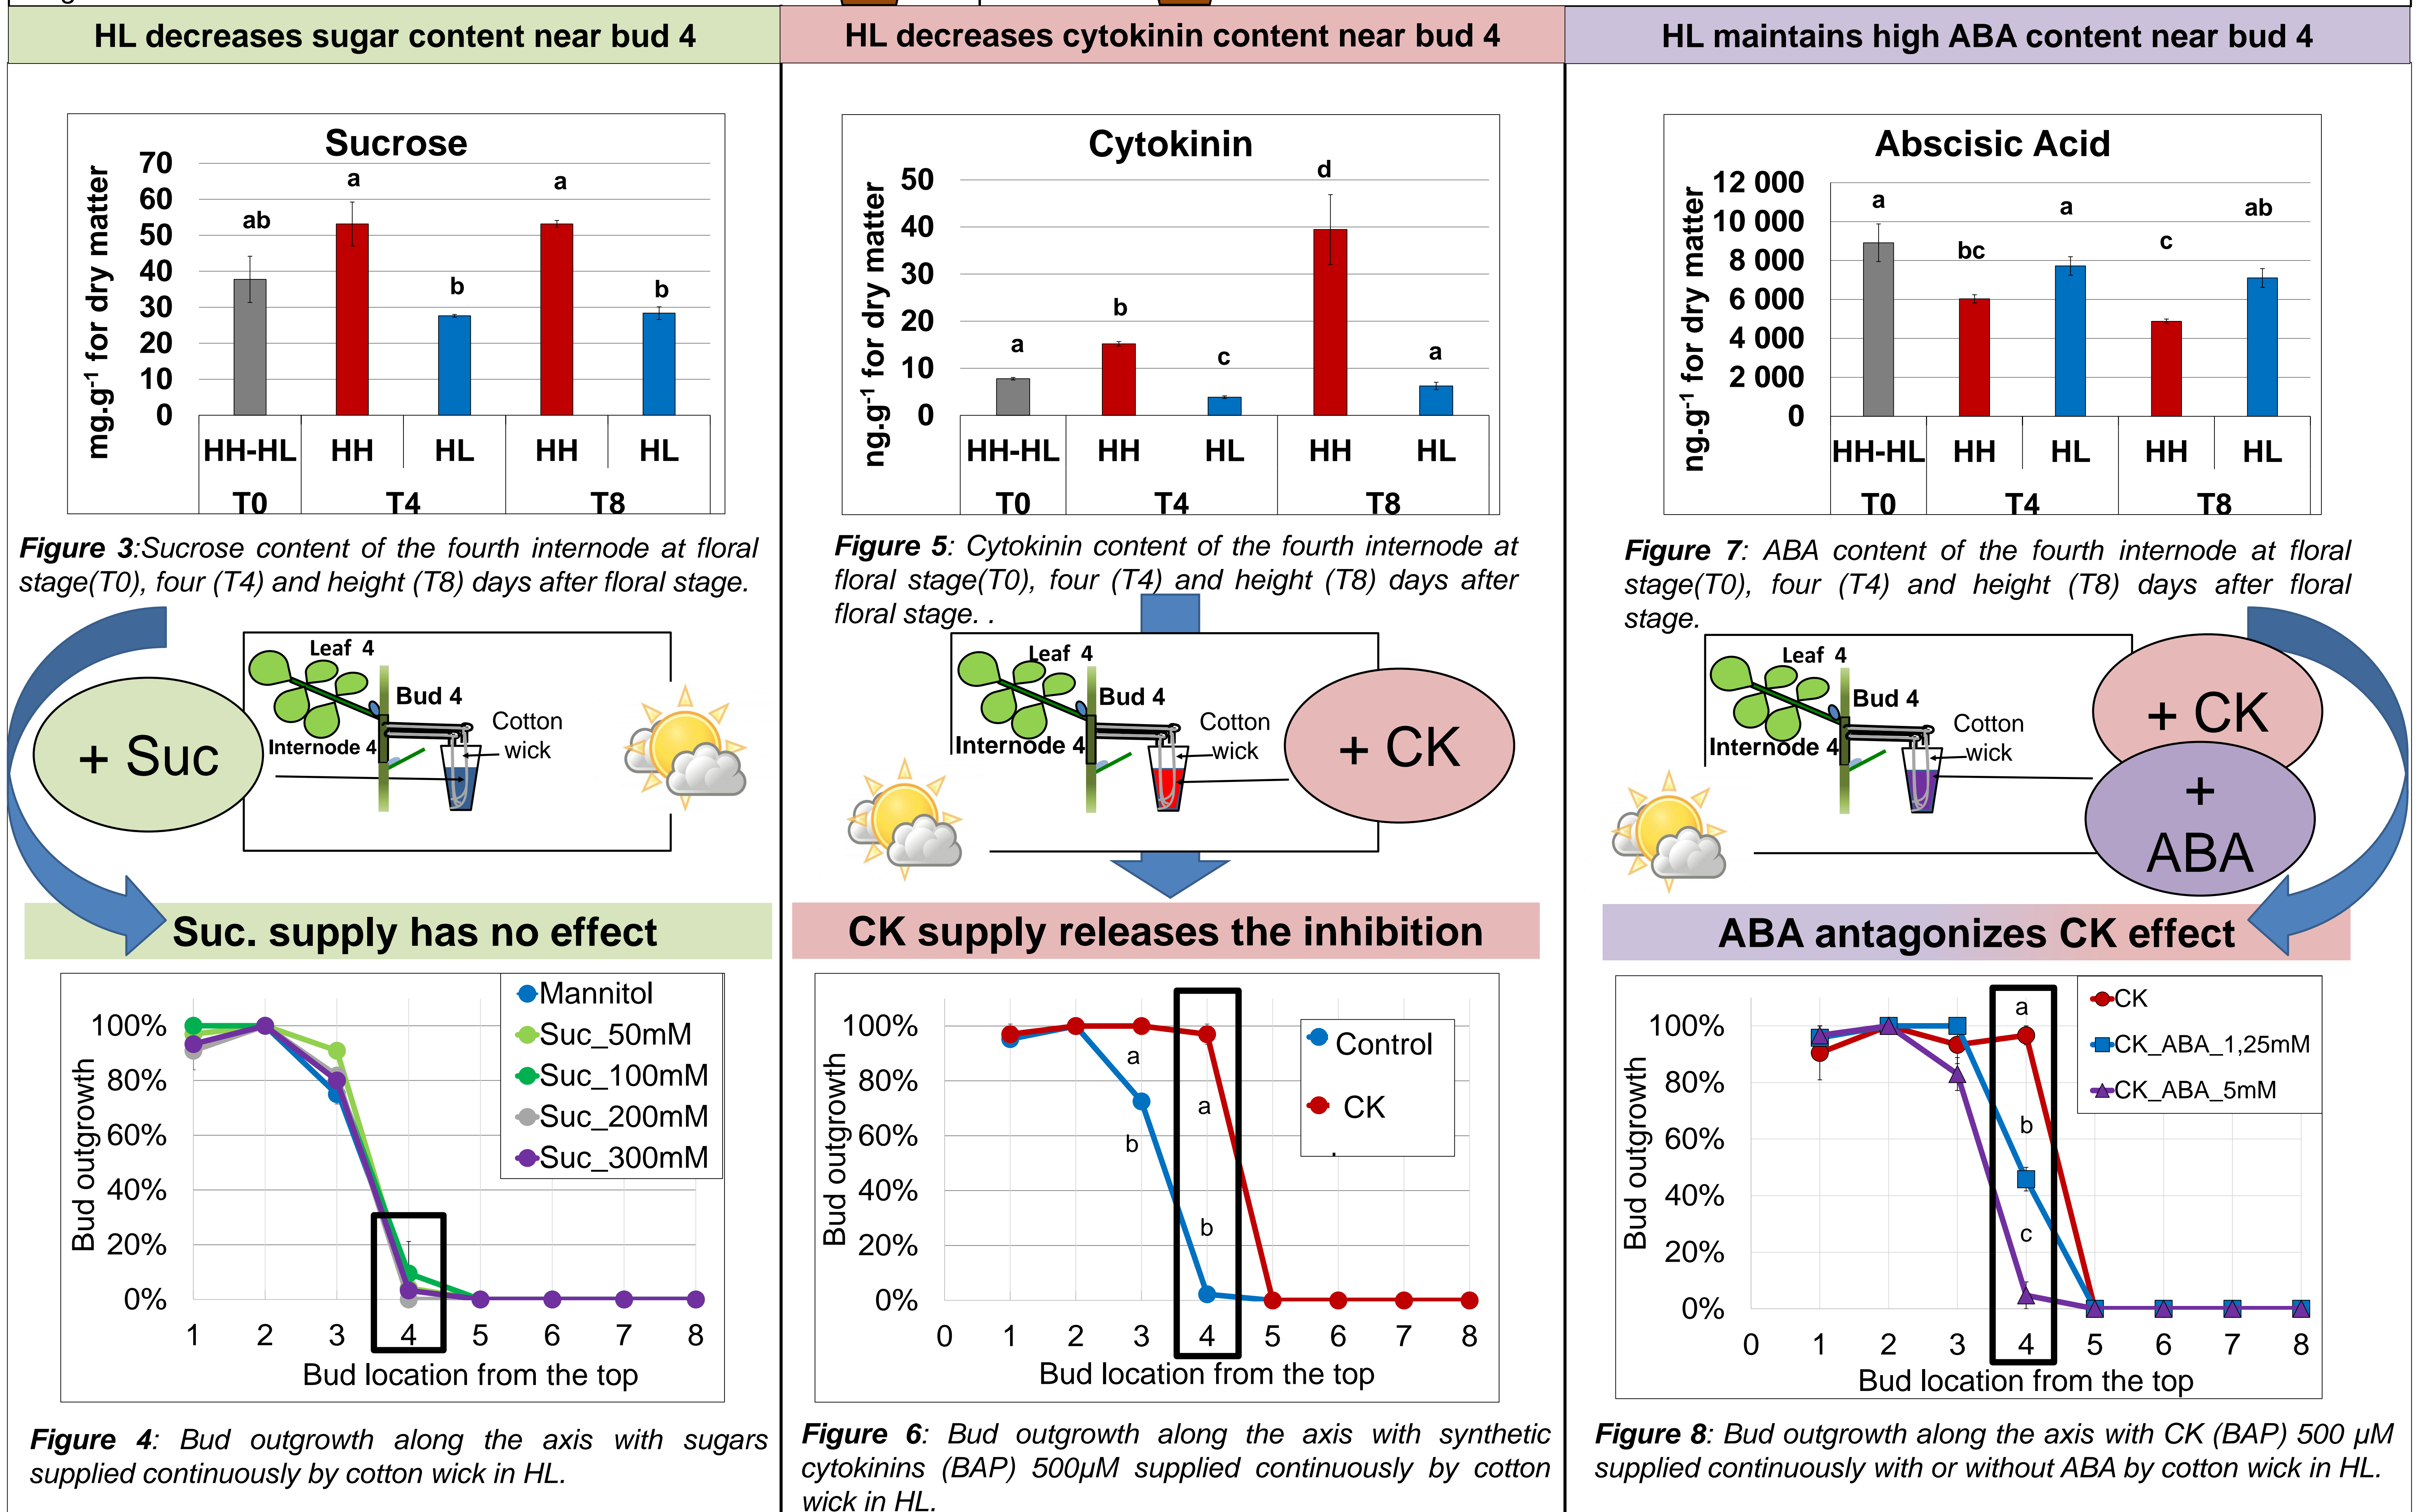 HL decreases sugar content near bud 4
Sucrose
mg.g-1 for dry matter
70
60
50
40
30
20
10
0
ab
a
b
a
b
HH-HL HH HL HH HL
T0 T4 T8
Figure 3:Sucrose content of the fourth internode at floral
stage(T0), four (T4) and height (T8) days after floral stage.
+ Suc
Leaf 4
Bud 4
Internode 4
Cotton
wick
Suc. supply has no effect
Bud outgrowth
100%
80%
60%
40%
20%
0%
Mannitol
Suc_50mM
Suc_100mM
Suc_200mM
Suc_300mM
1 2 3 4 5 6 7 8
Bud location from the top
Figure 4: Bud outgrowth along the axis with sugars
supplied continuously by cotton wick in HL.
HL decreases cytokinin content near bud 4
Cytokinin
ng.g-1 for dry matter
50
40
30
20
10
0
a
b
c
d
a
HH-HL HH HL HH HL
T0 T4 T8
Figure 5: Cytokinin content of the fourth internode at
floral stage(T0), four (T4) and height (T8) days after
floral stage. .
Leaf 4
Bud 4
Internode 4
Cotton
wick
+ CK
CK supply releases the inhibition
Bud outgrowth
100%
80%
60%
40%
20%
0%
a
b
a
b
Control
CK
0 1 2 3 4 5 6 7 8
Bud location from the top
Figure 6: Bud outgrowth along the axis with synthetic
cytokinins (BAP) 500µM supplied continuously by cotton
wick in HL.
HL maintains high ABA content near bud 4
Abscisic Acid
ng.g-1 for dry matter
12 000
10 000
8 000
6 000
4 000
2 000
0
a
bc
a
c
ab
HH-HL HH HL HH HL
T0 T4 T8
Figure 7: ABA content of the fourth internode at floral
stage(T0), four (T4) and height (T8) days after floral
stage.
Leaf 4
Bud 4
Internode 4
Cotton
wick
+ CK
+
ABA
ABA antagonizes CK effect
Bud outgrowth
100%
80%
60%
40%
20%
0%
a
b
c
CK
CK_ABA_1,25mM
CK_ABA_5mM
0 1 2 3 4 5 6 7 8
Bud location from the top
Figure 8: Bud outgrowth along the axis with CK (BAP) 500 µM
supplied continuously with or without ABA by cotton wick in HL.